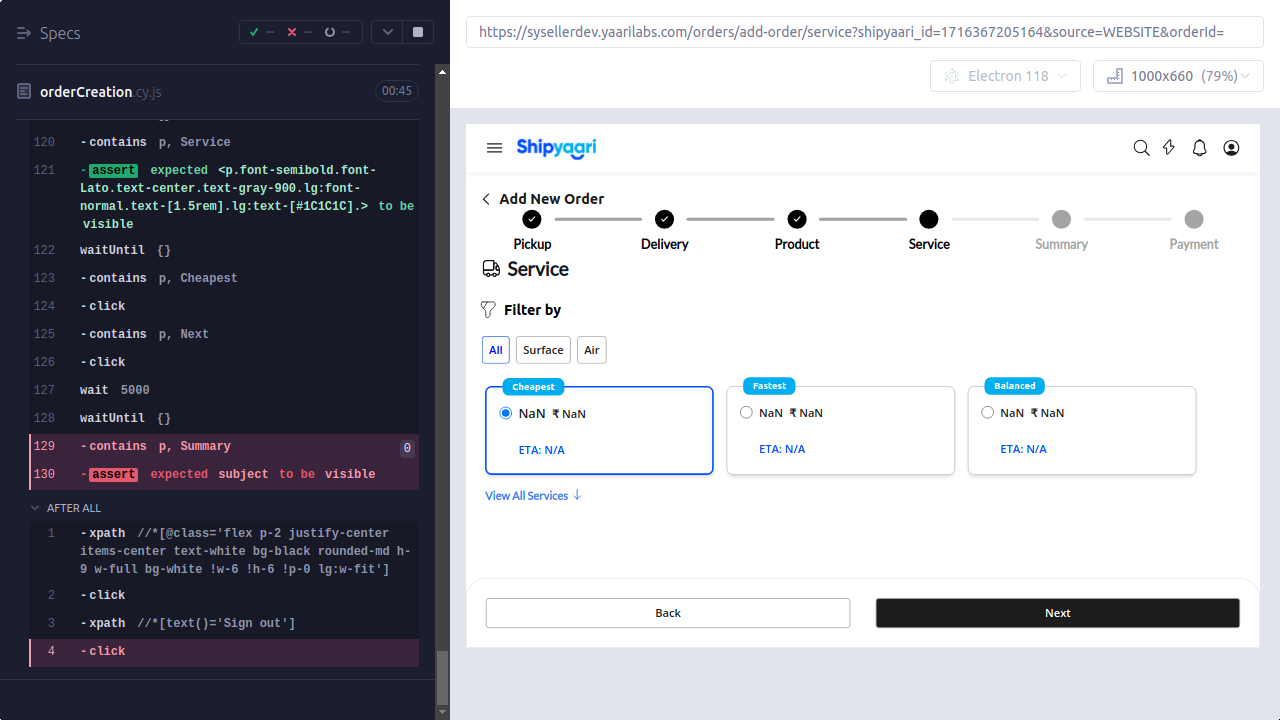 Specs
-- -- --
orderCreation.cy.js
00:45
120 -contains p, Service
121 -assert expected <p.font-semibold.font-
Lato.text-center.text-gray-900.lg:font-
normal.text-[1.5rem].lg:text-[#1C1C1C].> to be
visible
122 waitUntil {}
123 -contains p, Cheapest
124 -click
125 -contains p, Next
126 -click
127 wait 5000
128 waitUntil {}
129 -contains p, Summary 0
130 -assert expected subject to be visible
AFTER ALL
1 -xpath //*[@class='flex p-2 justify-center
items-center text-white bg-black rounded-md h-
9 w-full bg-white !w-6 !h-6 !p-0 lg:w-fit']
2 -click
3 -xpath //*[text()='Sign out']
4 -click
https://sysellerdev.yaarilabs.com/orders/add-order/service?shipyaari_id=1716367205164&source=WEBSITE&orderId=
Electron 118
1000x660 (79%)
Shipyaari
Add New Order
Pickup Delivery Product Service Summary Payment
Service
Filter by
All Surface Air
Cheapest Fastest Balanced
NaN ₹ NaN NaN ₹ NaN NaN ₹ NaN
ETA: N/A ETA: N/A ETA: N/A
View All Services ↓
Back Next